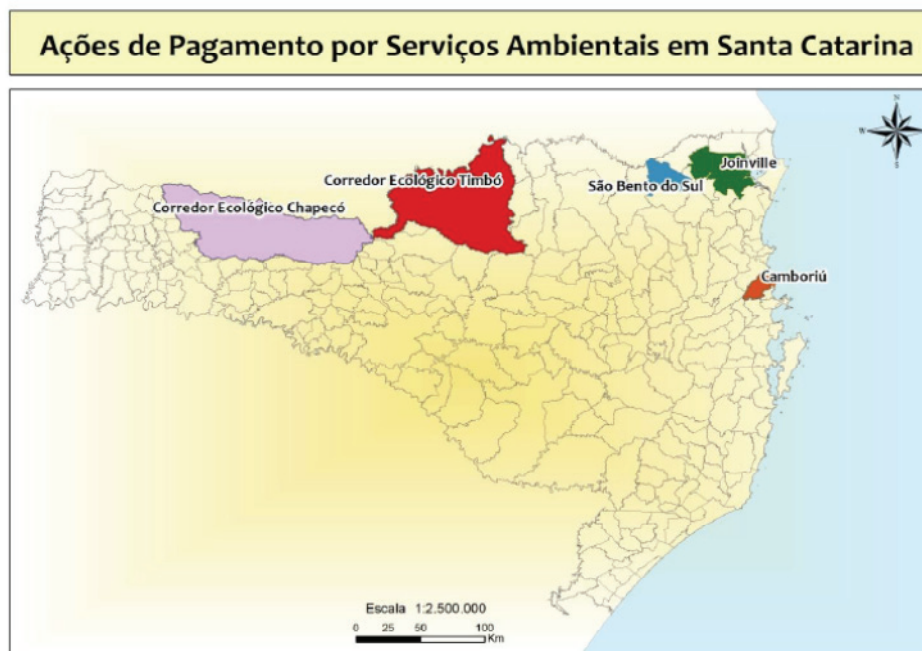 Ações de Pagamento por Serviços Ambientais em Santa Catarina
N
W
Joinville
São Bento do Sul
Corredor Ecológico Timbó
Corredor Ecológico Chapecó
Camboriú
Escala 1:2.500.000
0 25 50 100
Km